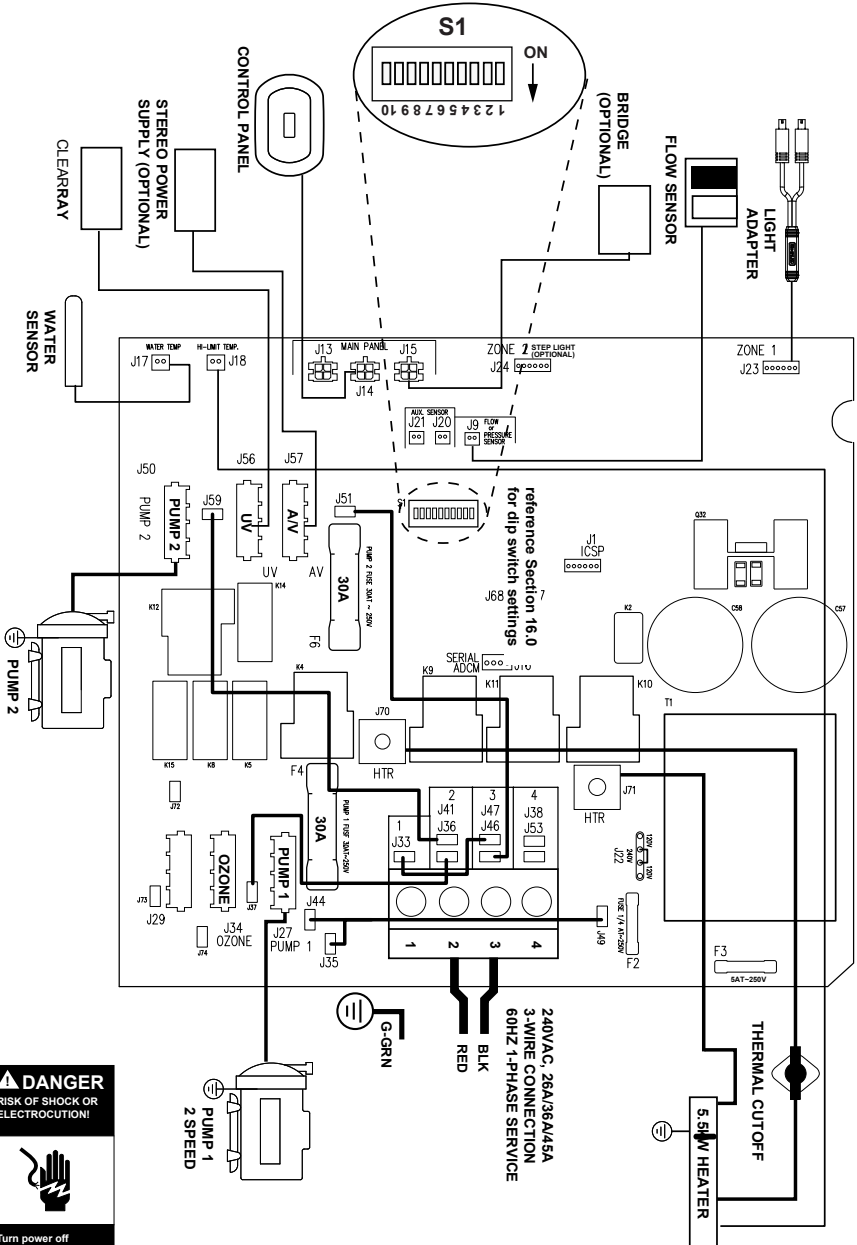 S1
ON
1 2 3 4 5 6 7 8 9 10
CONTROL PANEL
STEREO POWER
SUPPLY (OPTIONAL)
CLEARRAY
WATER
SENSOR
BRIDGE
(OPTIONAL)
FLOW SENSOR
LIGHT
ADAPTER
WATER TEMP
J17
HI-LIMIT TEMP.
J18
J13
MAIN PANEL
J14
J15
ZONE 2
STEP LIGHT
(OPTIONAL)
J24
ZONE 1
J23
AUX. SENSOR
J21
J20
J9
FLOW
or
PRESSURE
SENSOR
J50
PUMP 2
PUMP 2
J59
J56
UV
UV
J57
A/V
AV
J51
S1
30A
PUMP 2 FUSE 30AT ~ 250V
F6
reference Section 16.0
for dip switch settings
J1
ICSP
J68
7
Q32
C58
C57
K2
K14
K12
SERIAL
ADCM
J16
K4
K9
K11
K10
T1
J70
HTR
K15
K8
K5
J72
F4
30A
PUMP 1 FUSE 30AT~250V
J71
HTR
1
J33
2
J41
J36
3
J47
J46
4
J38
J53
120V
240V
120V
J22
FUSE 1/4 AT~250V
F2
F3
5AT~250V
J73
J29
OZONE
J34
OZONE
J74
J37
PUMP 1
J27
PUMP 1
J44
J35
J49
1
2
3
4
PUMP 2
G-GRN
RED
BLK
240VAC, 26A/36A/45A
3-WIRE CONNECTION
60HZ 1-PHASE SERVICE
THERMAL CUTOFF
5.5KW HEATER
PUMP 1
2 SPEED
DANGER
RISK OF SHOCK OR
ELECTROCUTION!
Turn power off